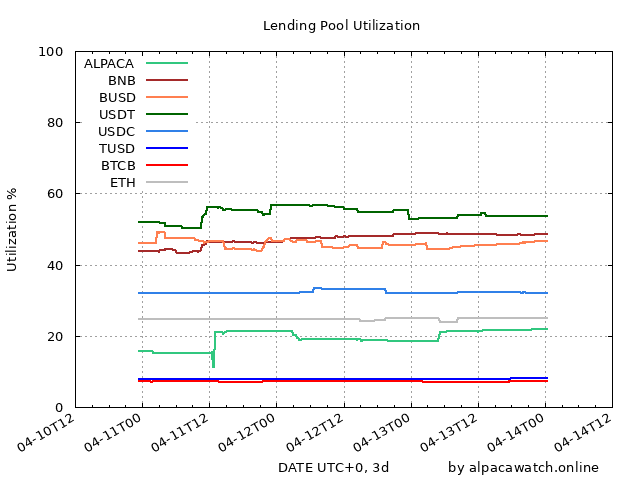 Lending Pool Utilization
Utilization %
100
80
60
40
20
0
ALPACA
BNB
BUSD
USDT
USDC
TUSD
BTCB
ETH
04-10T12
04-11T00
04-11T12
04-12T00
04-12T12
04-13T00
04-13T12
04-14T00
04-14T12
DATE UTC+0, 3d
by alpacawatch.online